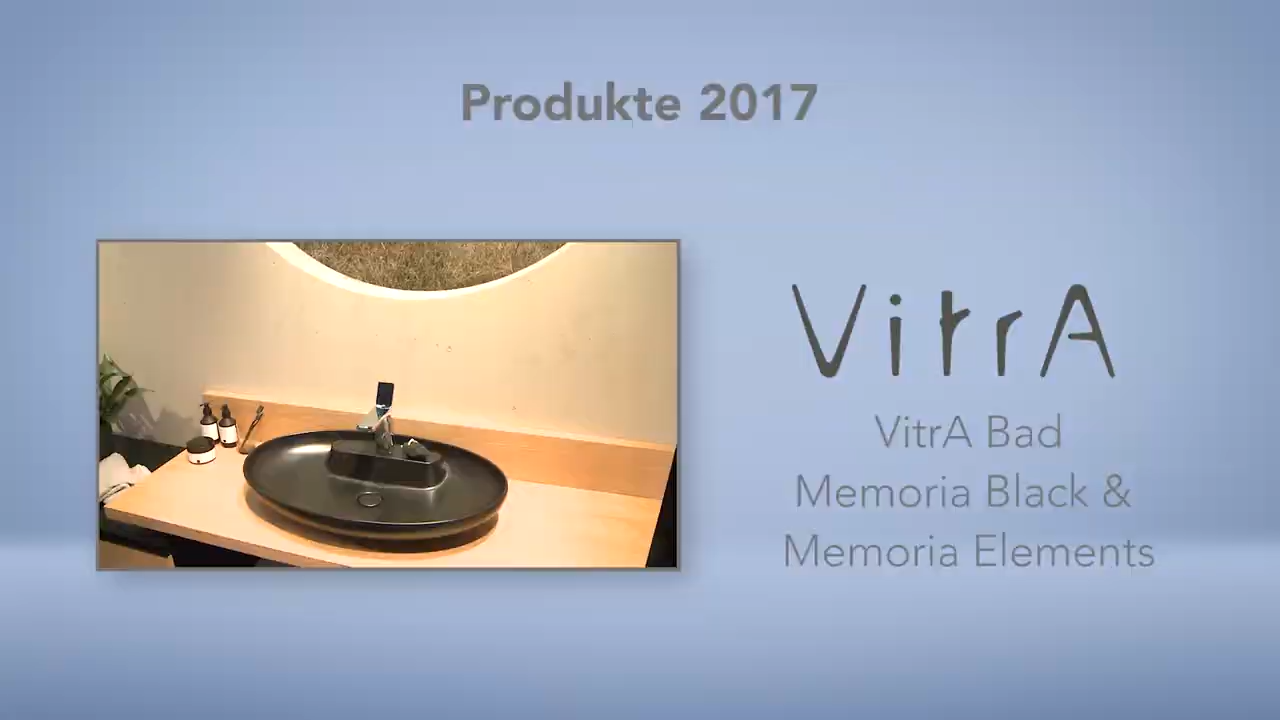 Produkte 2017
VitrA
VitrA Bad
Memoria Black &
Memoria Elements